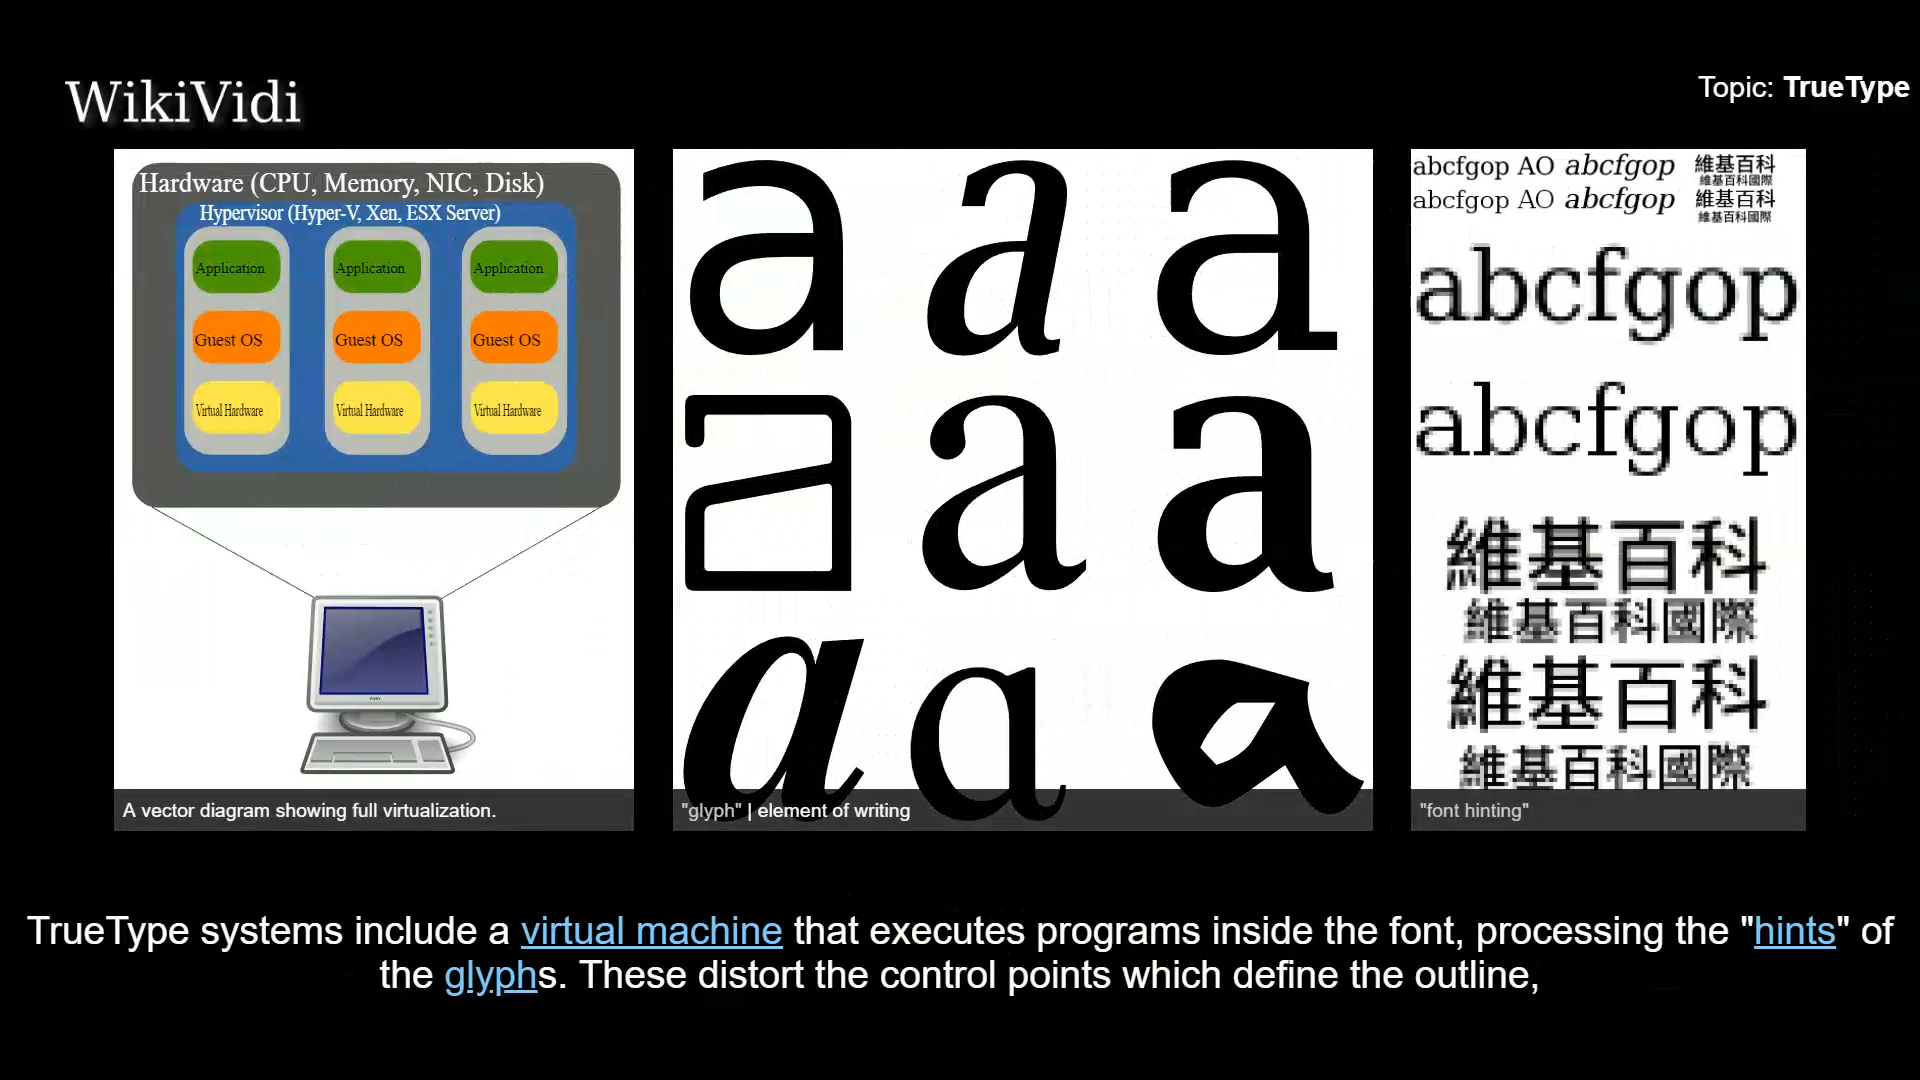 WikiVidi
Topic: TrueType
Hardware (CPU, Memory, NIC, Disk)
Hypervisor (Hyper-V, Xen, ESX Server)
Application
Application
Application
Guest OS
Guest OS
Guest OS
Virtual Hardware
Virtual Hardware
Virtual Hardware
A vector diagram showing full virtualization.
a a a
a a a
a a a
"glyph" | element of writing
abcfgop AO abcfgop 維基百科
維基百科國際
abcfgop AO abcfgop 維基百科
維基百科國際
abcfgop
abcfgop
維基百科
維基百科國際
維基百科
維基百科國際
"font hinting"
TrueType systems include a virtual machine that executes programs inside the font, processing the "hints" of
the glyphs. These distort the control points which define the outline,